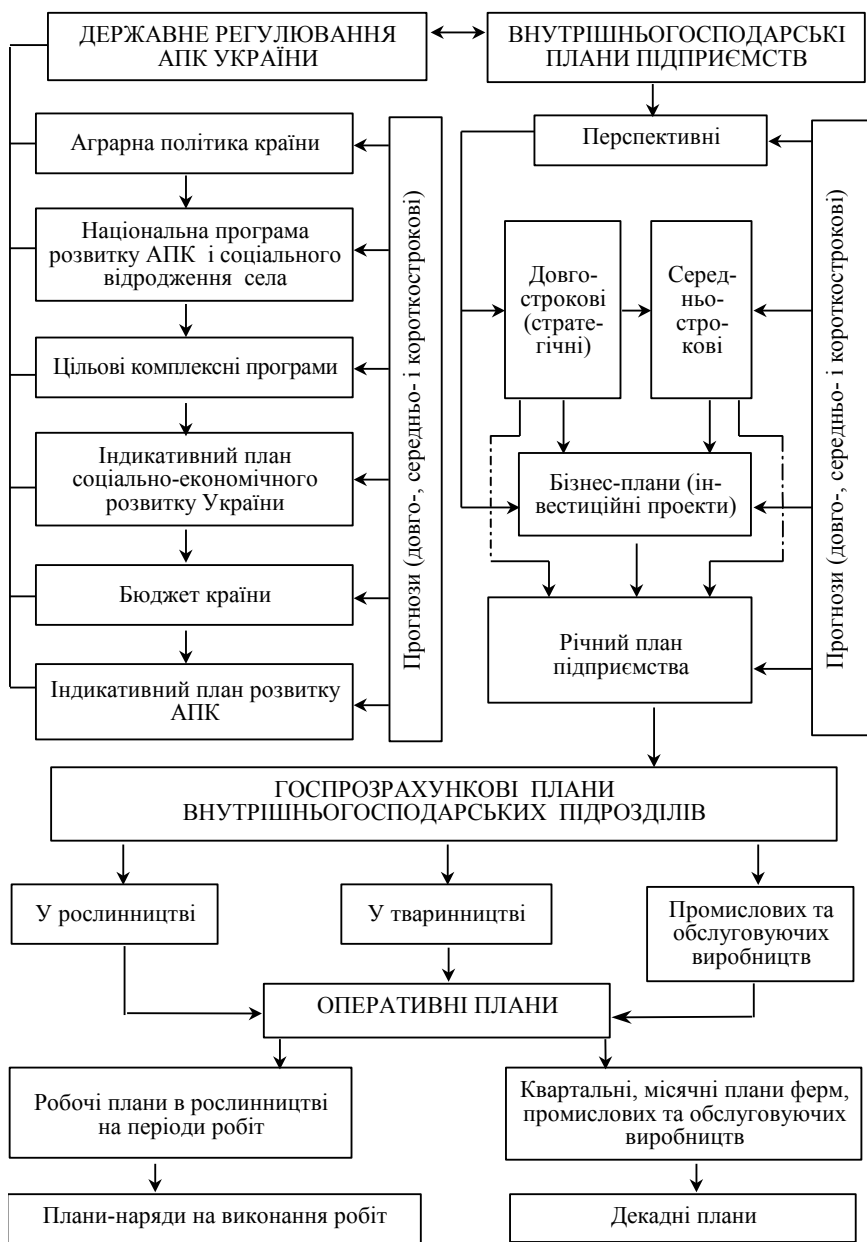 ДЕРЖАВНЕ РЕГУЛЮВАННЯ
АПК УКРАЇНИ
ВНУТРІШНЬОГОСПОДАРСЬКІ
ПЛАНИ ПІДПРИЄМСТВ
Аграрна політика країни
Національна програма
розвитку АПК і соціального
відродження села
Цільові комплексні програми
Індикативний план
соціально-економічного
розвитку України
Бюджет країни
Індикативний план розвитку
АПК
Прогнози (довго-, середньо- і короткострокові)
Перспективні
Довго-
строкові
(страте-
гічні)
Серед-
ньо-
стро-
кові
Бізнес-плани (ін-
вестиційні проекти)
Річний план
підприємства
Прогнози (довго-, середньо- і короткострокові)
ГОСПРОЗРАХУНКОВІ ПЛАНИ
ВНУТРІШНЬОГОСПОДАРСЬКИХ ПІДРОЗДІЛІВ
У рослинництві
У тваринництві
Промислових та
обслуговуючих
виробництв
ОПЕРАТИВНІ ПЛАНИ
Робочі плани в рослинництві
на періоди робіт
Квартальні, місячні плани ферм,
промислових та обслуговуючих
виробництв
Плани-наряди на виконання робіт
Декадні плани